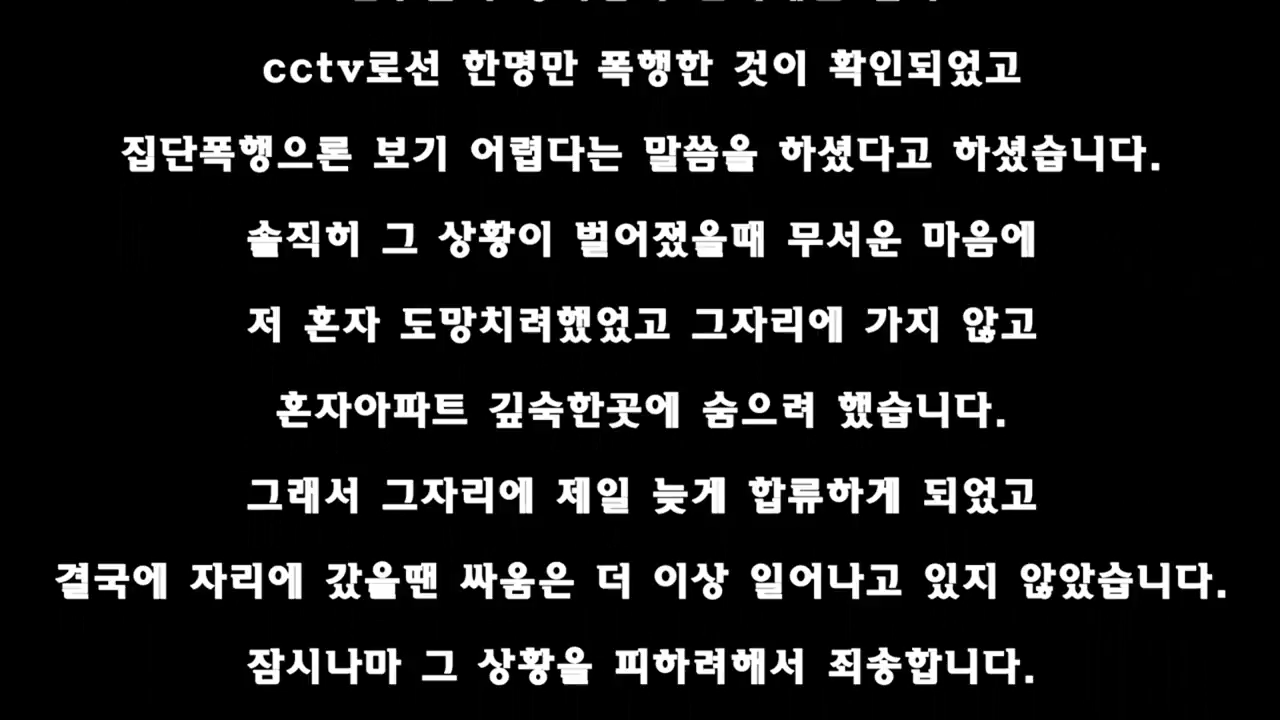 cctv로선 한명만 폭행한 것이 확인되었고
집단폭행으론 보기 어렵다는 말씀을 하셨다고 하셨습니다.
솔직히 그 상황이 벌어졌을때 무서운 마음에
저 혼자 도망치려했었고 그자리에 가지 않고
혼자아파트 깊숙한곳에 숨으려 했습니다.
그래서 그자리에 제일 늦게 합류하게 되었고
결국에 자리에 갔을땐 싸움은 더 이상 일어나고 있지 않았습니다.
잠시나마 그 상황을 피하려해서 죄송합니다.